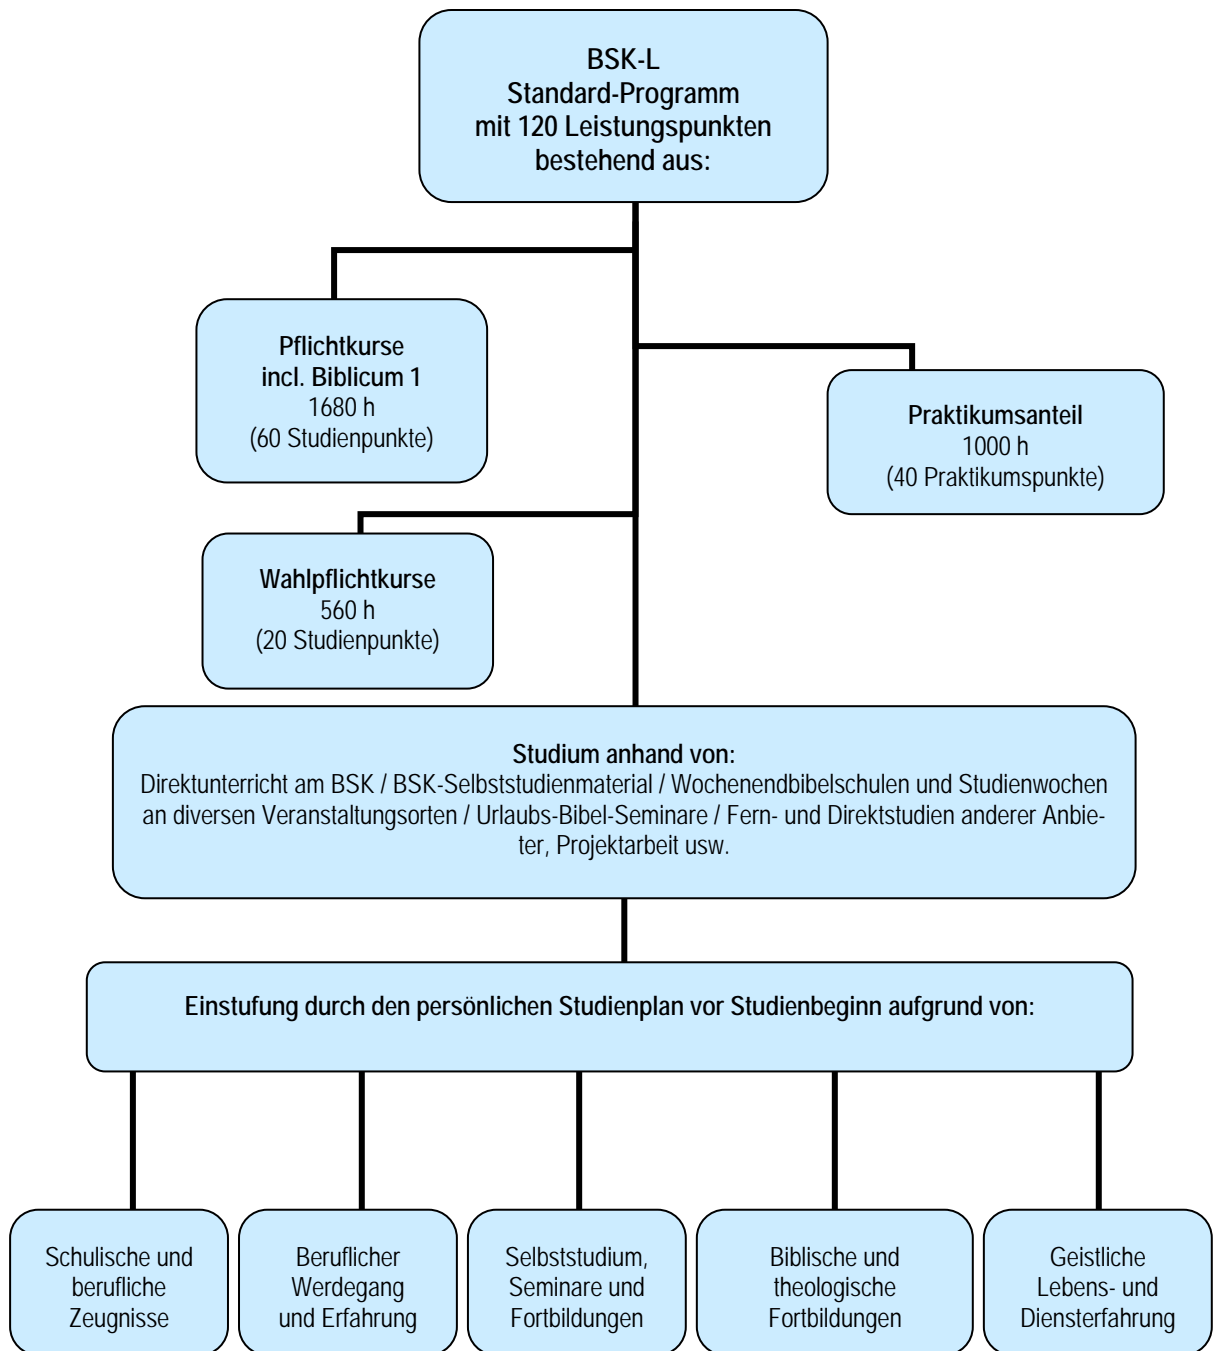 BSK-L
Standard-Programm
mit 120 Leistungspunkten
bestehend aus:
Pflichtkurse
incl. Biblicum 1
1680 h
(60 Studienpunkte)
Praktikumsanteil
1000 h
(40 Praktikumspunkte)
Wahlpflichtkurse
560 h
(20 Studienpunkte)
Studium anhand von:
Direktunterricht am BSK / BSK-Selbststudienmaterial / Wochenendbibelschulen und Studienwochen
an diversen Veranstaltungsorten / Urlaubs-Bibel-Seminare / Fern- und Direktstudien anderer Anbie-
ter, Projektarbeit usw.
Einstufung durch den persönlichen Studienplan vor Studienbeginn aufgrund von:
Schulische und
berufliche
Zeugnisse
Beruflicher
Werdegang
und Erfahrung
Selbststudium,
Seminare und
Fortbildungen
Biblische und
theologische
Fortbildungen
Geistliche
Lebens- und
Diensterfahrung